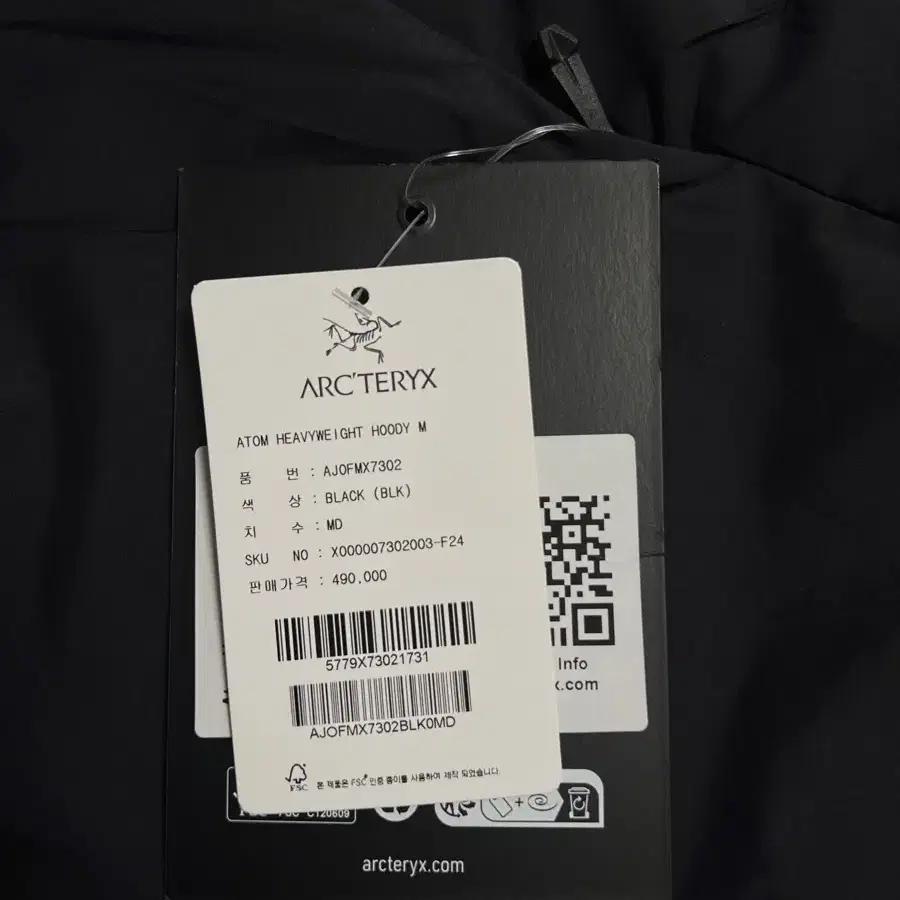 ARC'TERYX
ATOM HEAVYWEIGHT HOODY M
품 번 : AJOFMX7302
색 상 : BLACK (BLK)
치 수 : MD
SKU NO : X000007302003-F24
판매가격 : 490,000
5779X73021731
AJOFMX7302BLK0MD
FSC 본 제품은 FSC® 인증 종이를 사용하여 제작 되었습니다.
Info
x.com
FSC C120609
arcteryx.com